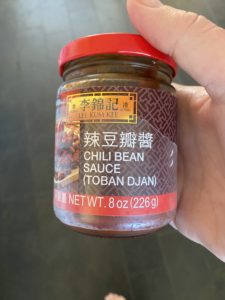 李錦記
LEE KUM KEE
辣豆瓣醬
CHILI BEAN
SAUCE
(TOBAN DJAN)
NET WT. 8 oz (226 g)